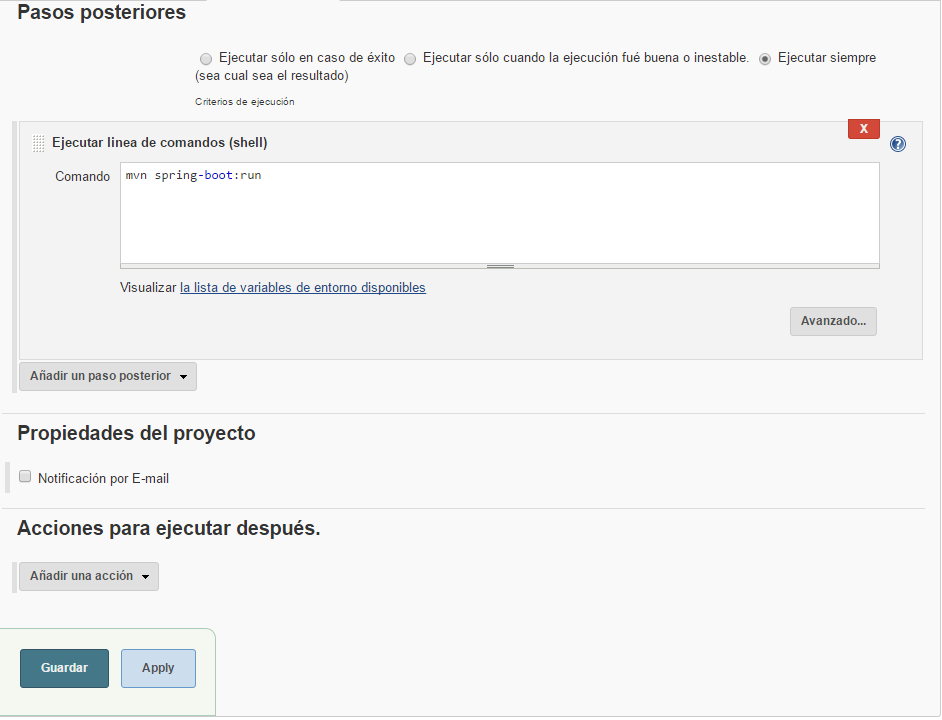 Pasos posteriores
Ejecutar sólo en caso de éxito Ejecutar sólo cuando la ejecución fué buena o inestable. Ejecutar siempre
(sea cual sea el resultado)
Criterios de ejecución
X
Ejecutar linea de comandos (shell)
?
Comando mvn spring-boot:run
Visualizar la lista de variables de entorno disponibles
Avanzado...
Añadir un paso posterior
Propiedades del proyecto
Notificación por E-mail
Acciones para ejecutar después.
Añadir una acción
Guardar Apply